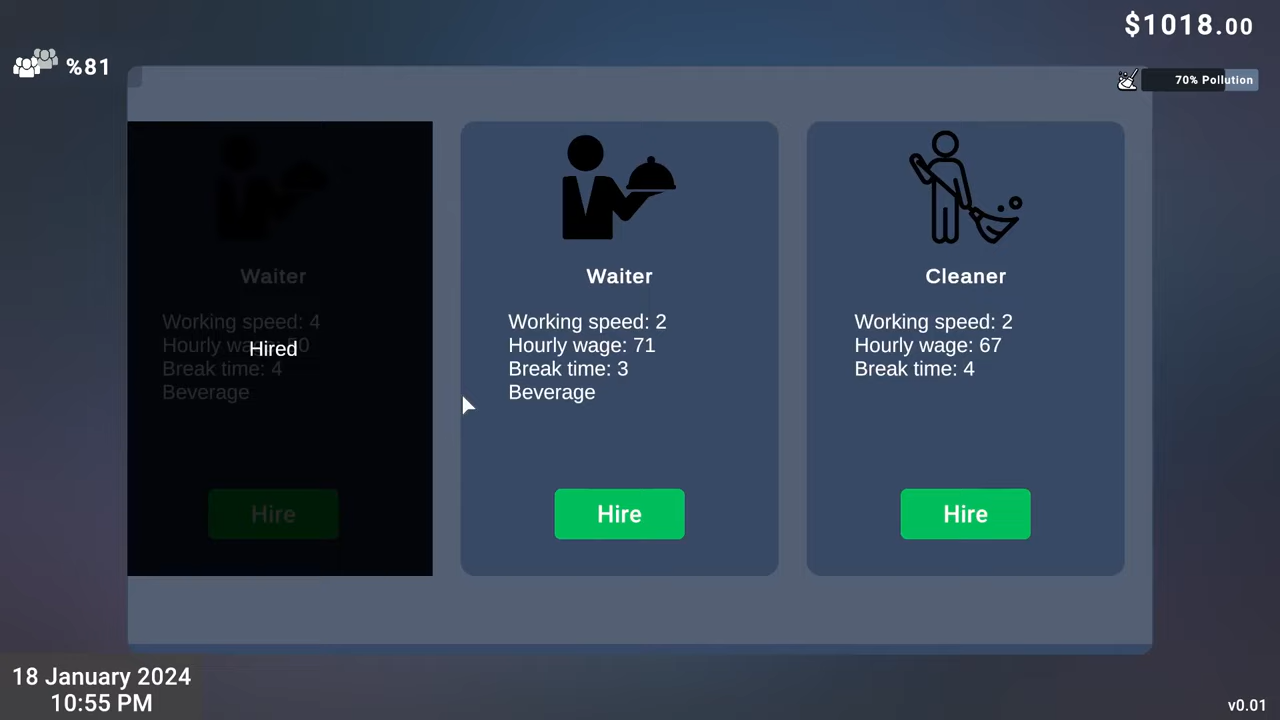 $1018.00
%81
70% Pollution
Waiter
Working speed: 4
Hourly
Hired
Break time: 4
Beverage
Hire
Waiter
Working speed: 2
Hourly wage: 71
Break time: 3
Beverage
Hire
Cleaner
Working speed: 2
Hourly wage: 67
Break time: 4
Hire
18 January 2024
10:55 PM
v0.01